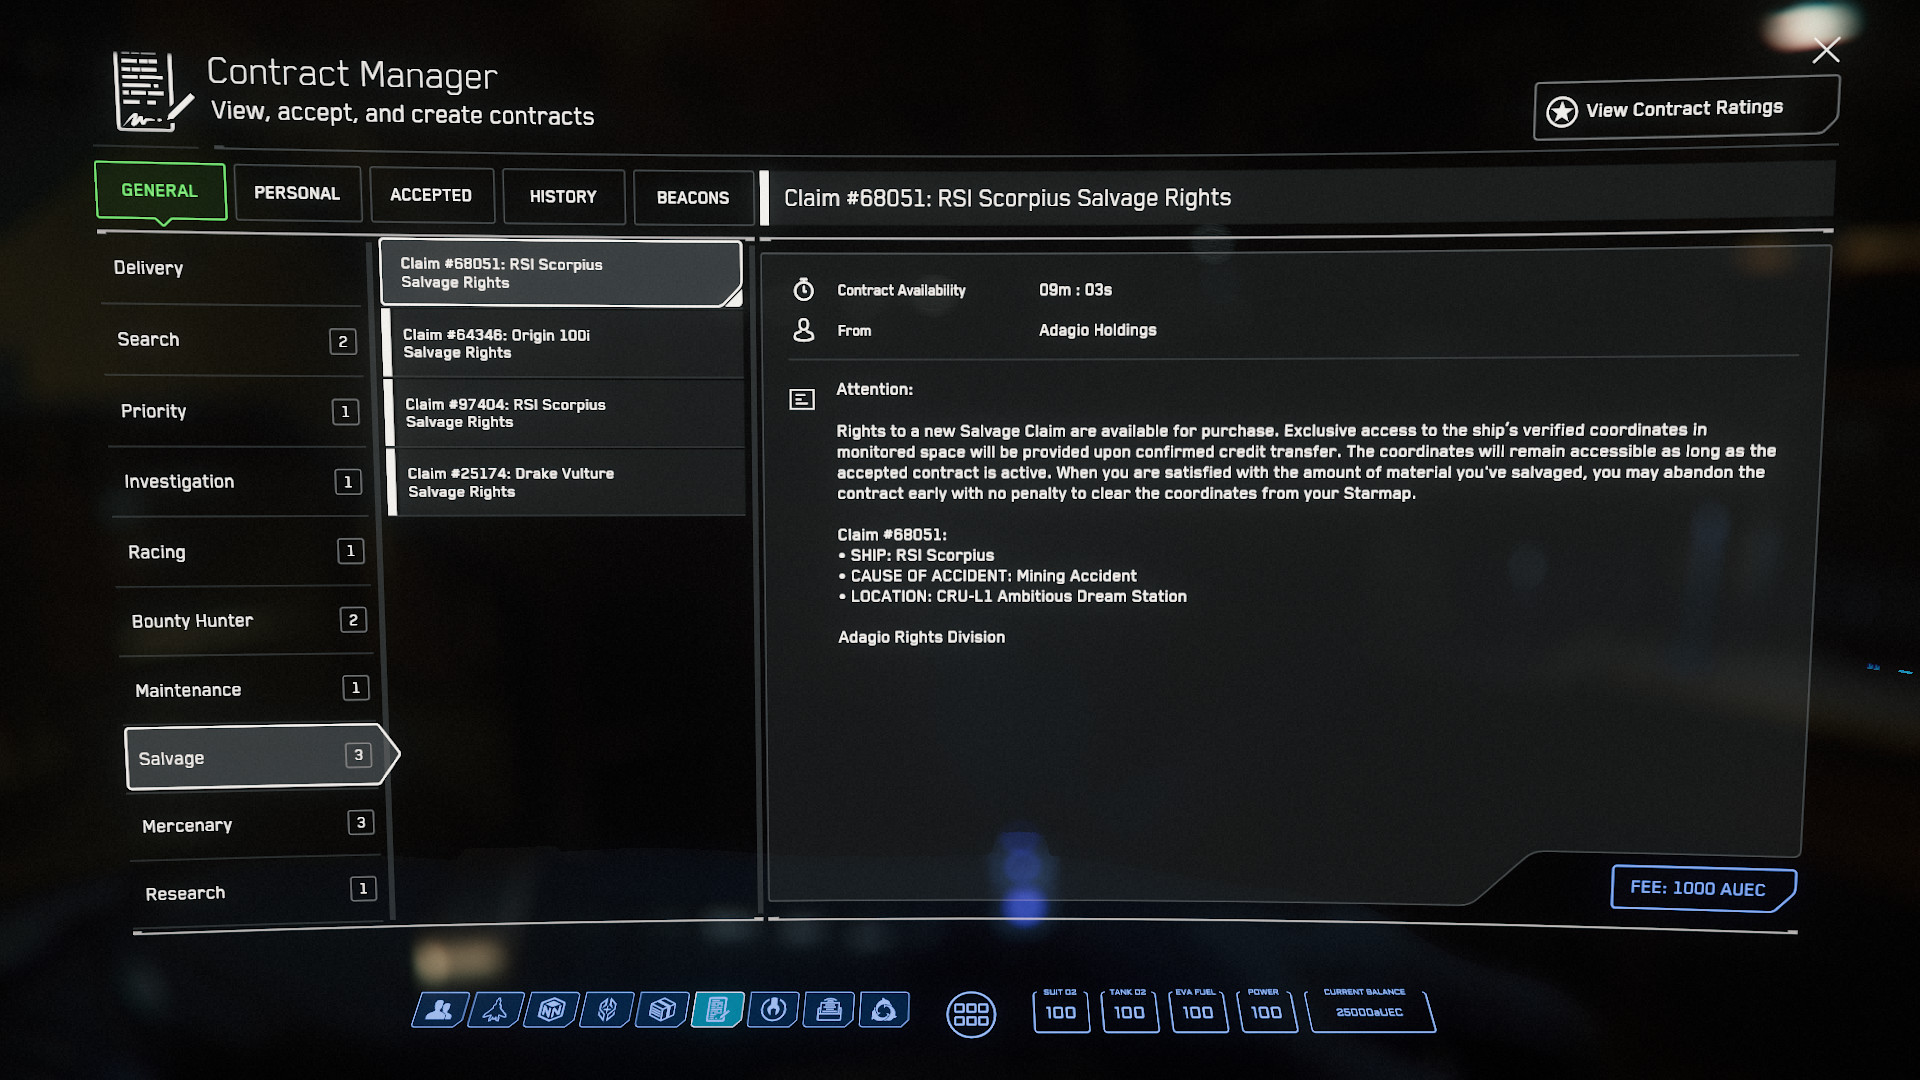 Contract Manager
View, accept, and create contracts
View Contract Ratings
GENERAL
PERSONAL
ACCEPTED
HISTORY
BEACONS
Delivery
Search 2
Priority 1
Investigation 1
Racing 1
Bounty Hunter 2
Maintenance 1
Salvage 3
Mercenary 3
Research 1
Claim #68051: RSI Scorpius
Salvage Rights
Claim #64346: Origin 100i
Salvage Rights
Claim #97404: RSI Scorpius
Salvage Rights
Claim #25174: Drake Vulture
Salvage Rights
Claim #68051: RSI Scorpius Salvage Rights
Contract Availability 09m : 03s
From Adagio Holdings
Attention:
Rights to a new Salvage Claim are available for purchase. Exclusive access to the ship's verified coordinates in
monitored space will be provided upon confirmed credit transfer. The coordinates will remain accessible as long as the
accepted contract is active. When you are satisfied with the amount of material you've salvaged, you may abandon the
contract early with no penalty to clear the coordinates from your Starmap.
Claim #68051:
• SHIP: RSI Scorpius
• CAUSE OF ACCIDENT: Mining Accident
• LOCATION: CRU-L1 Ambitious Dream Station
Adagio Rights Division
FEE: 1000 AUEC
SUIT O2
100
TANK O2
100
EVA FUEL
100
POWER
100
CURRENT BALANCE
25000aUEC